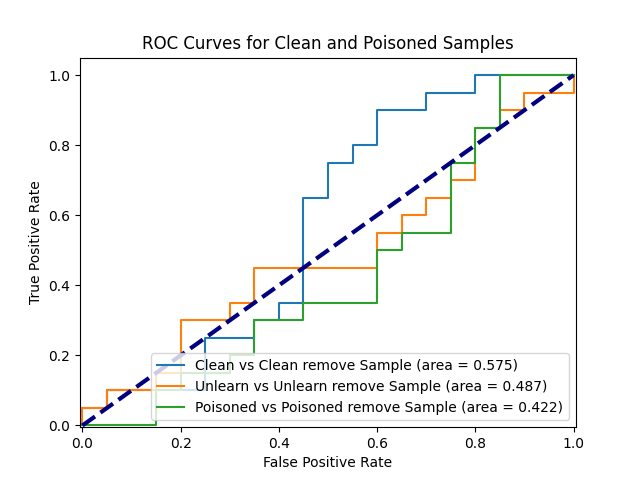 ROC Curves for Clean and Poisoned Samples
True Positive Rate
1.0
0.8
0.6
0.4
0.2
0.0
Clean vs Clean remove Sample (area = 0.575)
Unlearn vs Unlearn remove Sample (area = 0.487)
Poisoned vs Poisoned remove Sample (area = 0.422)
0.0 0.2 0.4 0.6 0.8 1.0
False Positive Rate